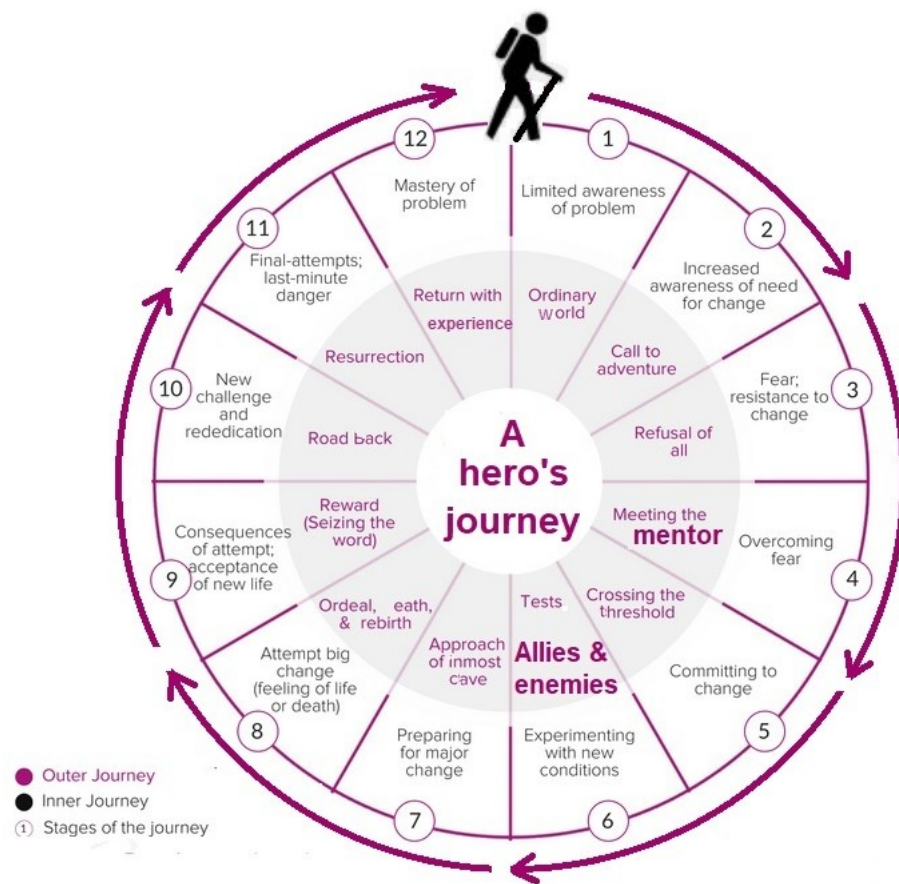 1
Limited awareness
of problem
Ordinary
World
2
Increased
awareness of need
for change
Call to
adventure
3
Fear;
resistance to
change
Refusal of
all
4
Overcoming
fear
Meeting the
mentor
5
Committing to
change
Crossing the
threshold
6
Experimenting
with new
conditions
Tests
Allies &
enemies
7
Preparing
for major
change
Approach
of inmost
cave
8
Attempt big
change
(feeling of life
or death)
Ordeal, eath,
& rebirth
9
Consequences
of attempt;
acceptance
of new life
Reward
(Seizing the
word)
10
New
challenge
and
rededication
Road back
11
Final-attempts;
last-minute
danger
Resurrection
12
Mastery of
problem
Return with
experience
A
hero's
journey
Outer Journey
Inner Journey
1 Stages of the journey